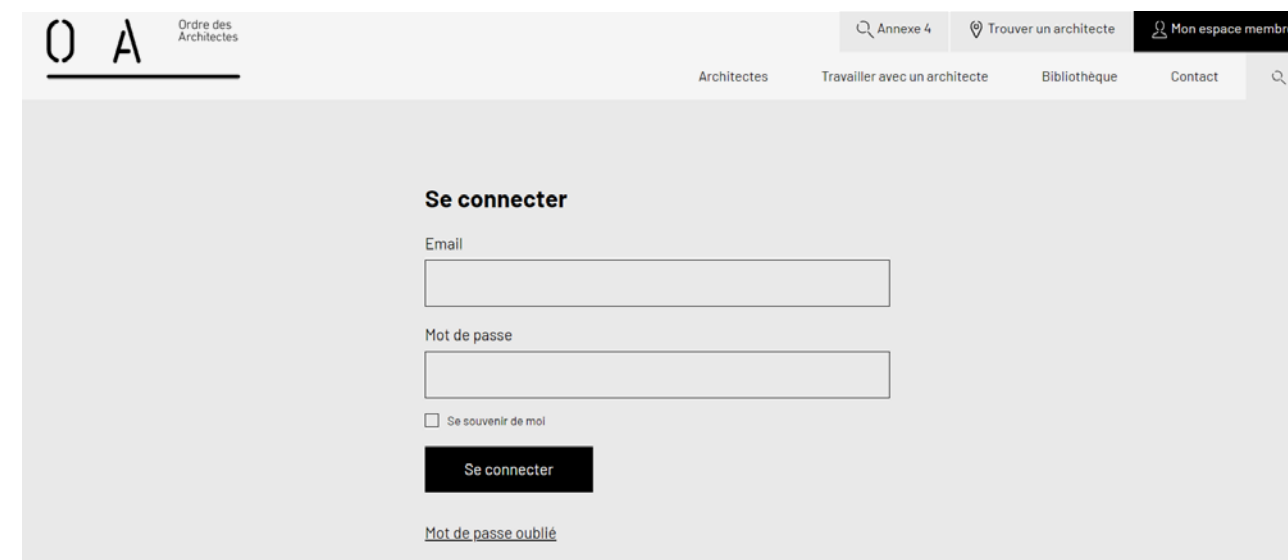 O A
Ordre des
Architectes
Annexe 4
Trouver un architecte
Mon espace membre
Architectes
Travailler avec un architecte
Bibliothèque
Contact
Se connecter
Email
Mot de passe
Se souvenir de moi
Se connecter
Mot de passe oublié